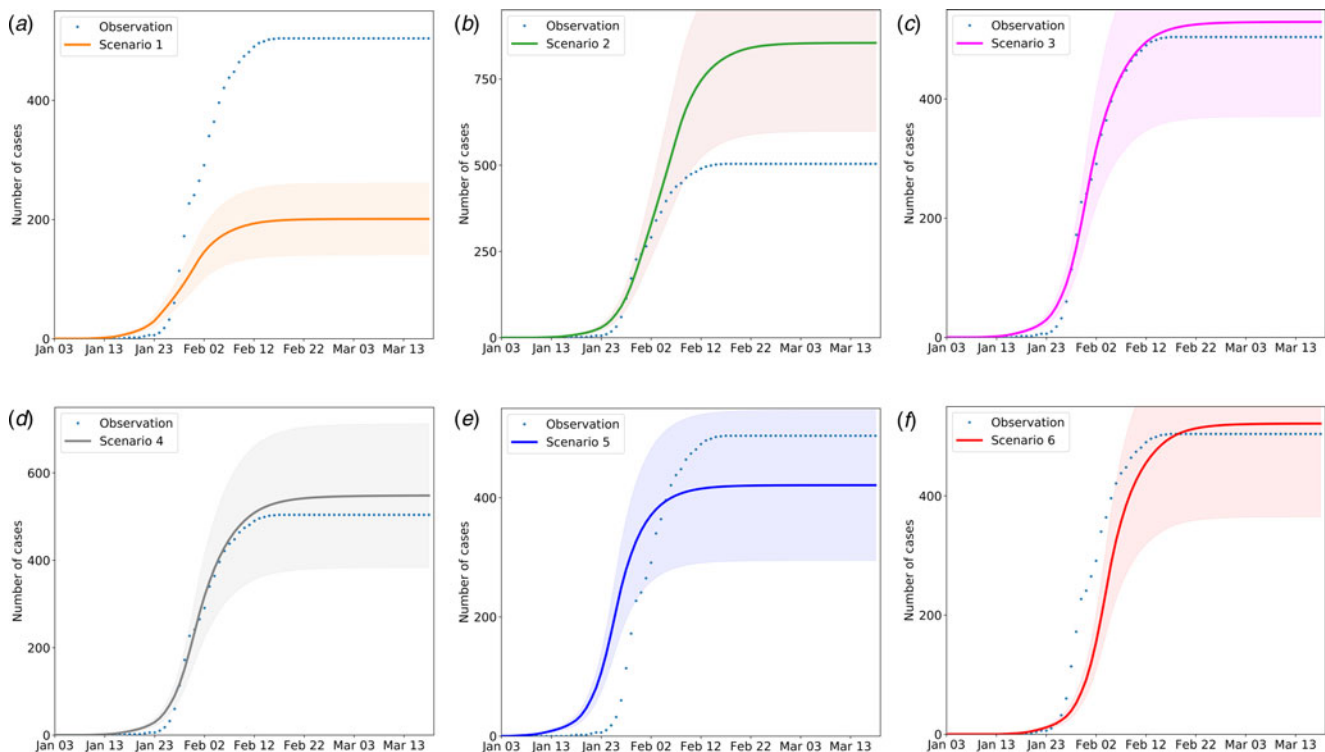 (a)
Observation
Scenario 1
Number of cases
400
200
0
Jan 03 Jan 13 Jan 23 Feb 02 Feb 12 Feb 22 Mar 03 Mar 13
(b)
Observation
Scenario 2
Number of cases
750
500
250
0
Jan 03 Jan 13 Jan 23 Feb 02 Feb 12 Feb 22 Mar 03 Mar 13
(c)
Observation
Scenario 3
Number of cases
400
200
0
Jan 03 Jan 13 Jan 23 Feb 02 Feb 12 Feb 22 Mar 03 Mar 13
(d)
Observation
Scenario 4
Number of cases
600
400
200
0
Jan 03 Jan 13 Jan 23 Feb 02 Feb 12 Feb 22 Mar 03 Mar 13
(e)
Observation
Scenario 5
Number of cases
400
200
0
Jan 03 Jan 13 Jan 23 Feb 02 Feb 12 Feb 22 Mar 03 Mar 13
(f)
Observation
Scenario 6
Number of cases
400
200
0
Jan 03 Jan 13 Jan 23 Feb 02 Feb 12 Feb 22 Mar 03 Mar 13